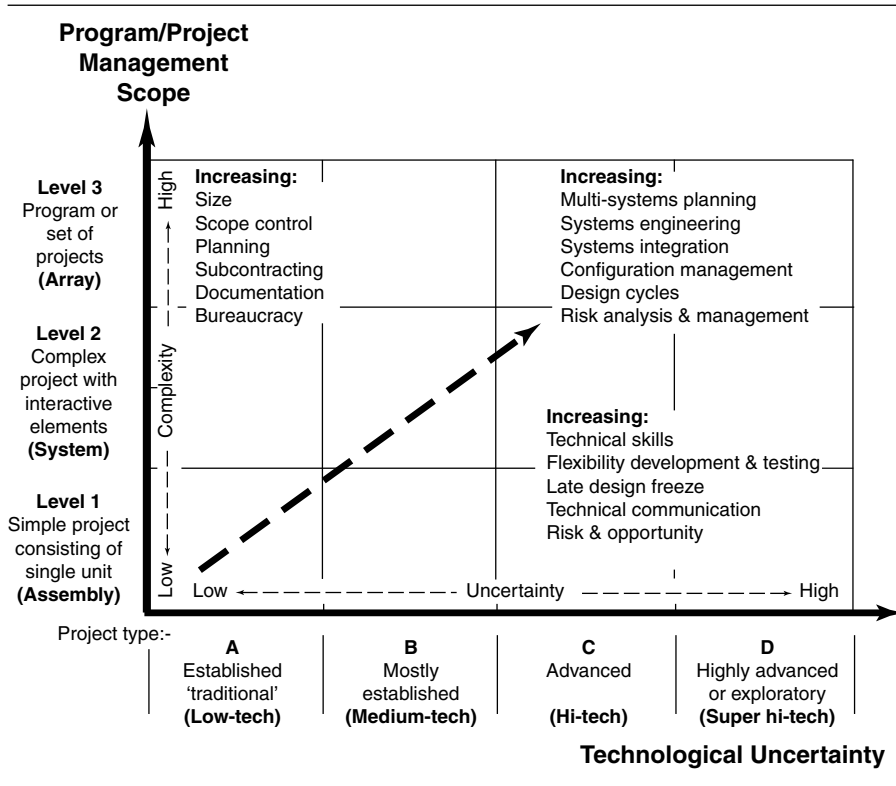 Program/Project
Management
Scope
Level 3
Program or
set of
projects
(Array)
Level 2
Complex
project with
interactive
elements
(System)
Level 1
Simple project
consisting of
single unit
(Assembly)
High
Complexity
Low
Increasing:
Size
Scope control
Planning
Subcontracting
Documentation
Bureaucracy
Increasing:
Multi-systems planning
Systems engineering
Systems integration
Configuration management
Design cycles
Risk analysis & management
Increasing:
Technical skills
Flexibility development & testing
Late design freeze
Technical communication
Risk & opportunity
Low
Uncertainty
High
Project type:-
A
Established
‘traditional’
(Low-tech)
B
Mostly
established
(Medium-tech)
C
Advanced
(Hi-tech)
D
Highly advanced
or exploratory
(Super hi-tech)
Technological Uncertainty